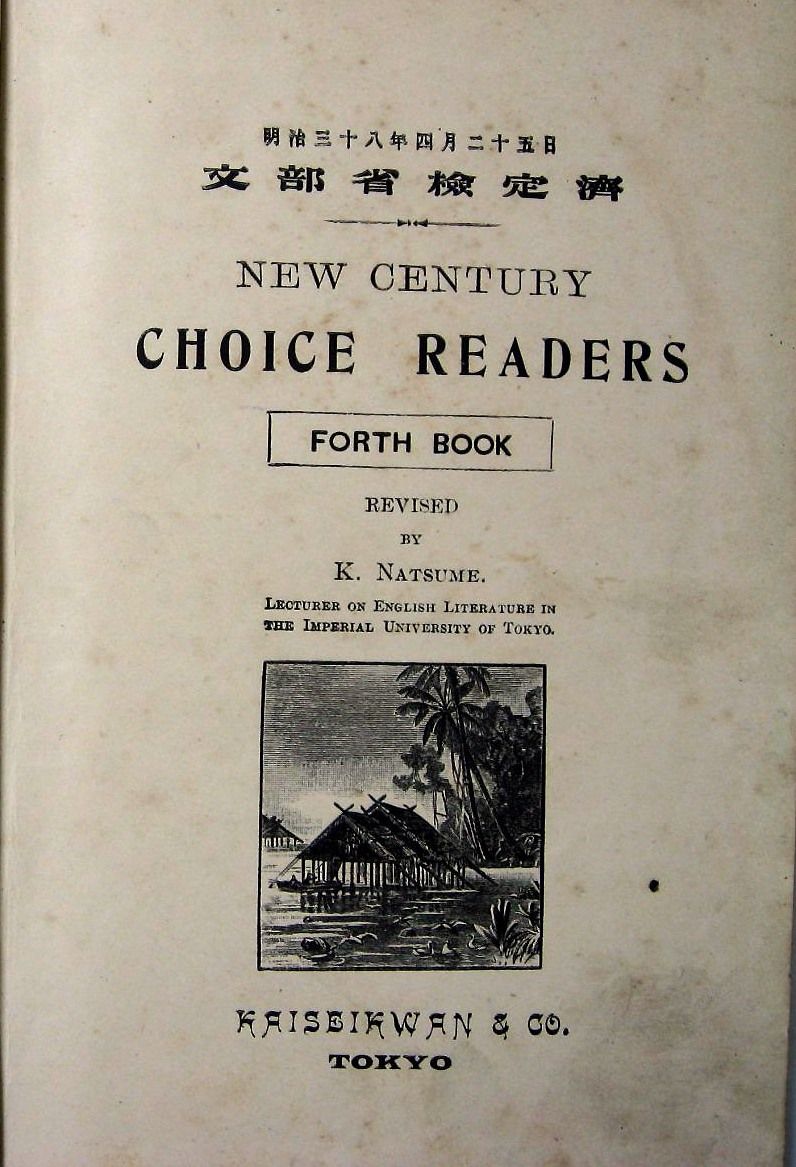 明治三十八年四月二十五日
文部省檢定濟
NEW CENTURY
CHOICE READERS
FORTH BOOK
REVISED
BY
K. NATSUME.
LECTURER ON ENGLISH LITERATURE IN
THE IMPERIAL UNIVERSITY OF TOKYO.
KAISEIKWAN & CO.
TOKYO